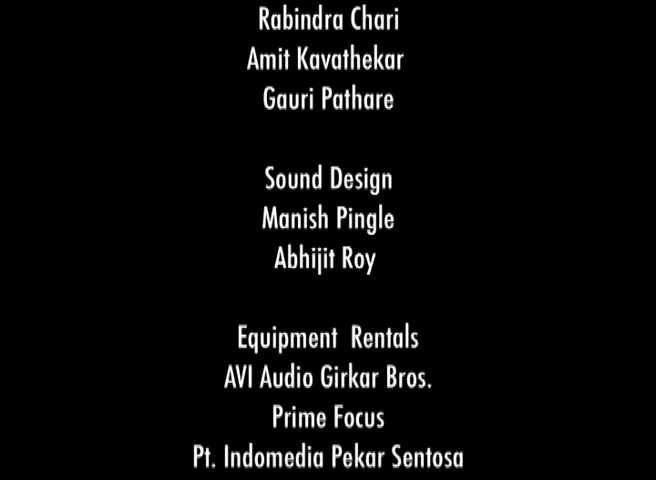 Rabindra Chari
Amit Kavathekar
Gauri Pathare
Sound Design
Manish Pingle
Abhijit Roy
Equipment Rentals
AVI Audio Girkar Bros.
Prime Focus
Pt. Indomedia Pekar Sentosa